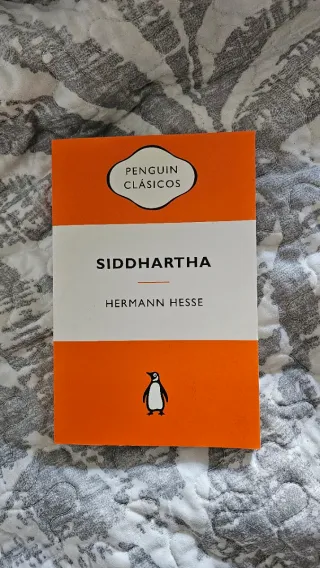 PENGUIN
CLÁSICOS
SIDDHARTHA
HERMANN HESSE